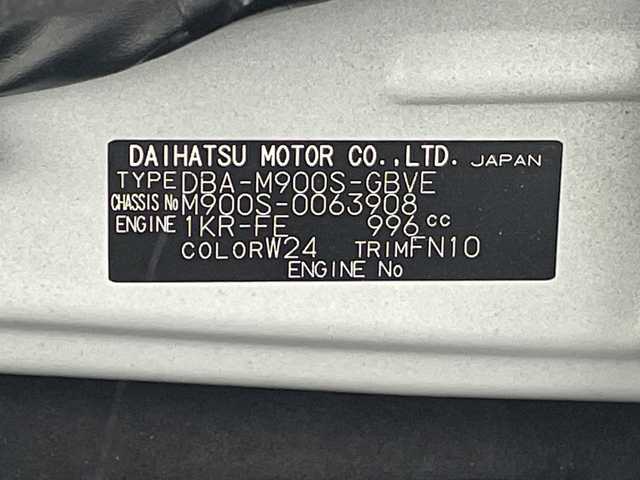 DAIHATSU MOTOR CO.,LTD. JAPAN
TYPE DBA-M900S-GBVE
CHASSIS No M900S-0063908
ENGINE 1KR-FE 996 cc
COLOR W24 TRIM FN10
ENGINE No